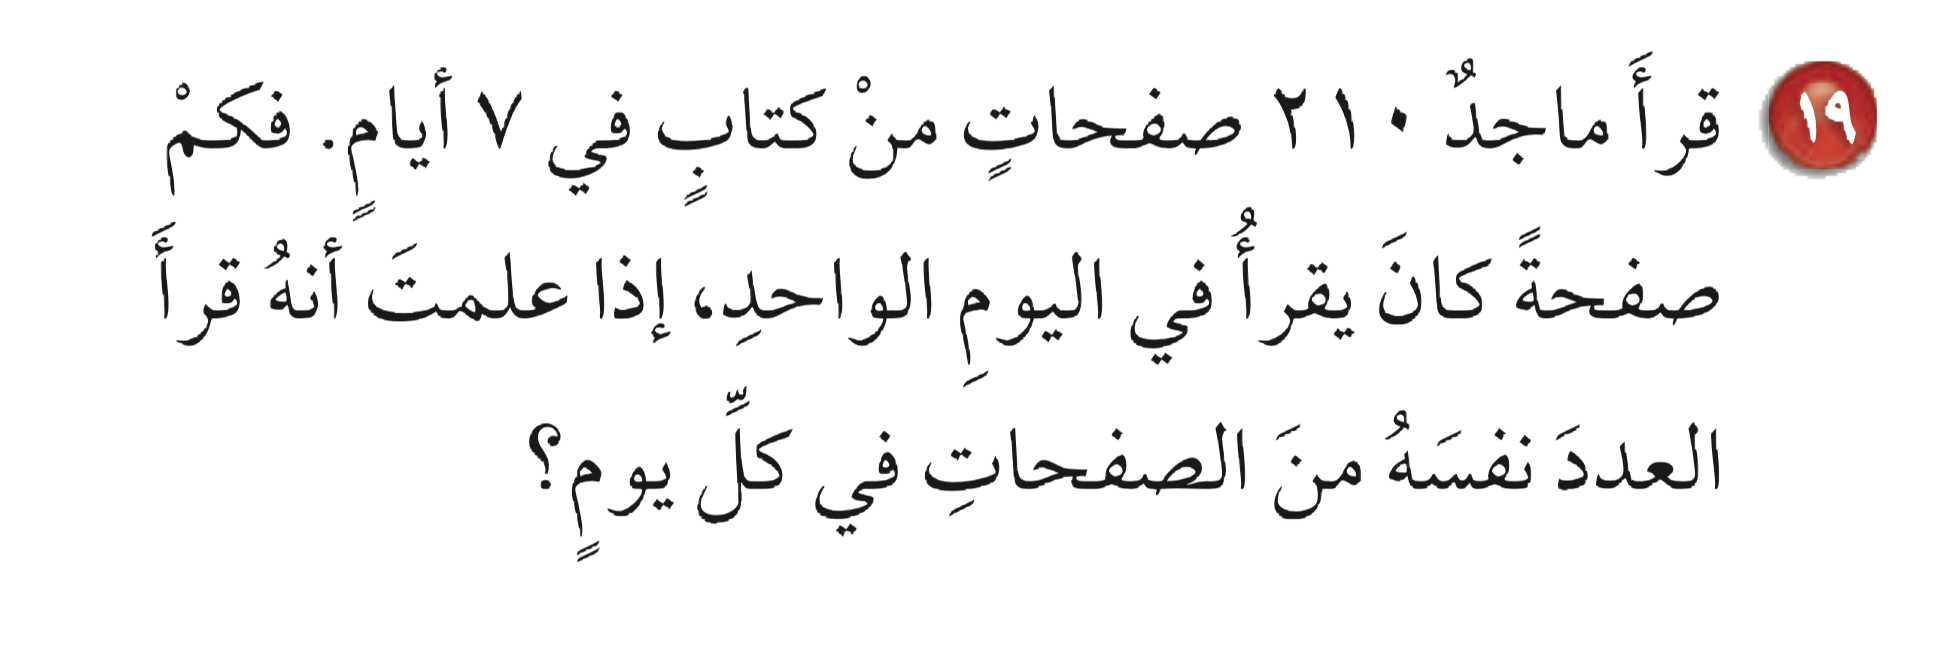 ١٩ قرأَ ماجدٌ ٢١٠ صفحاتٍ منْ كتابٍ في ٧ أيامٍ. فكمْ
صفحةً كانَ يقرأُ في اليومِ الواحدِ، إذا علمتَ أنهُ قرأَ
العددَ نفسَهُ منَ الصفحاتِ في كلِّ يومٍ؟